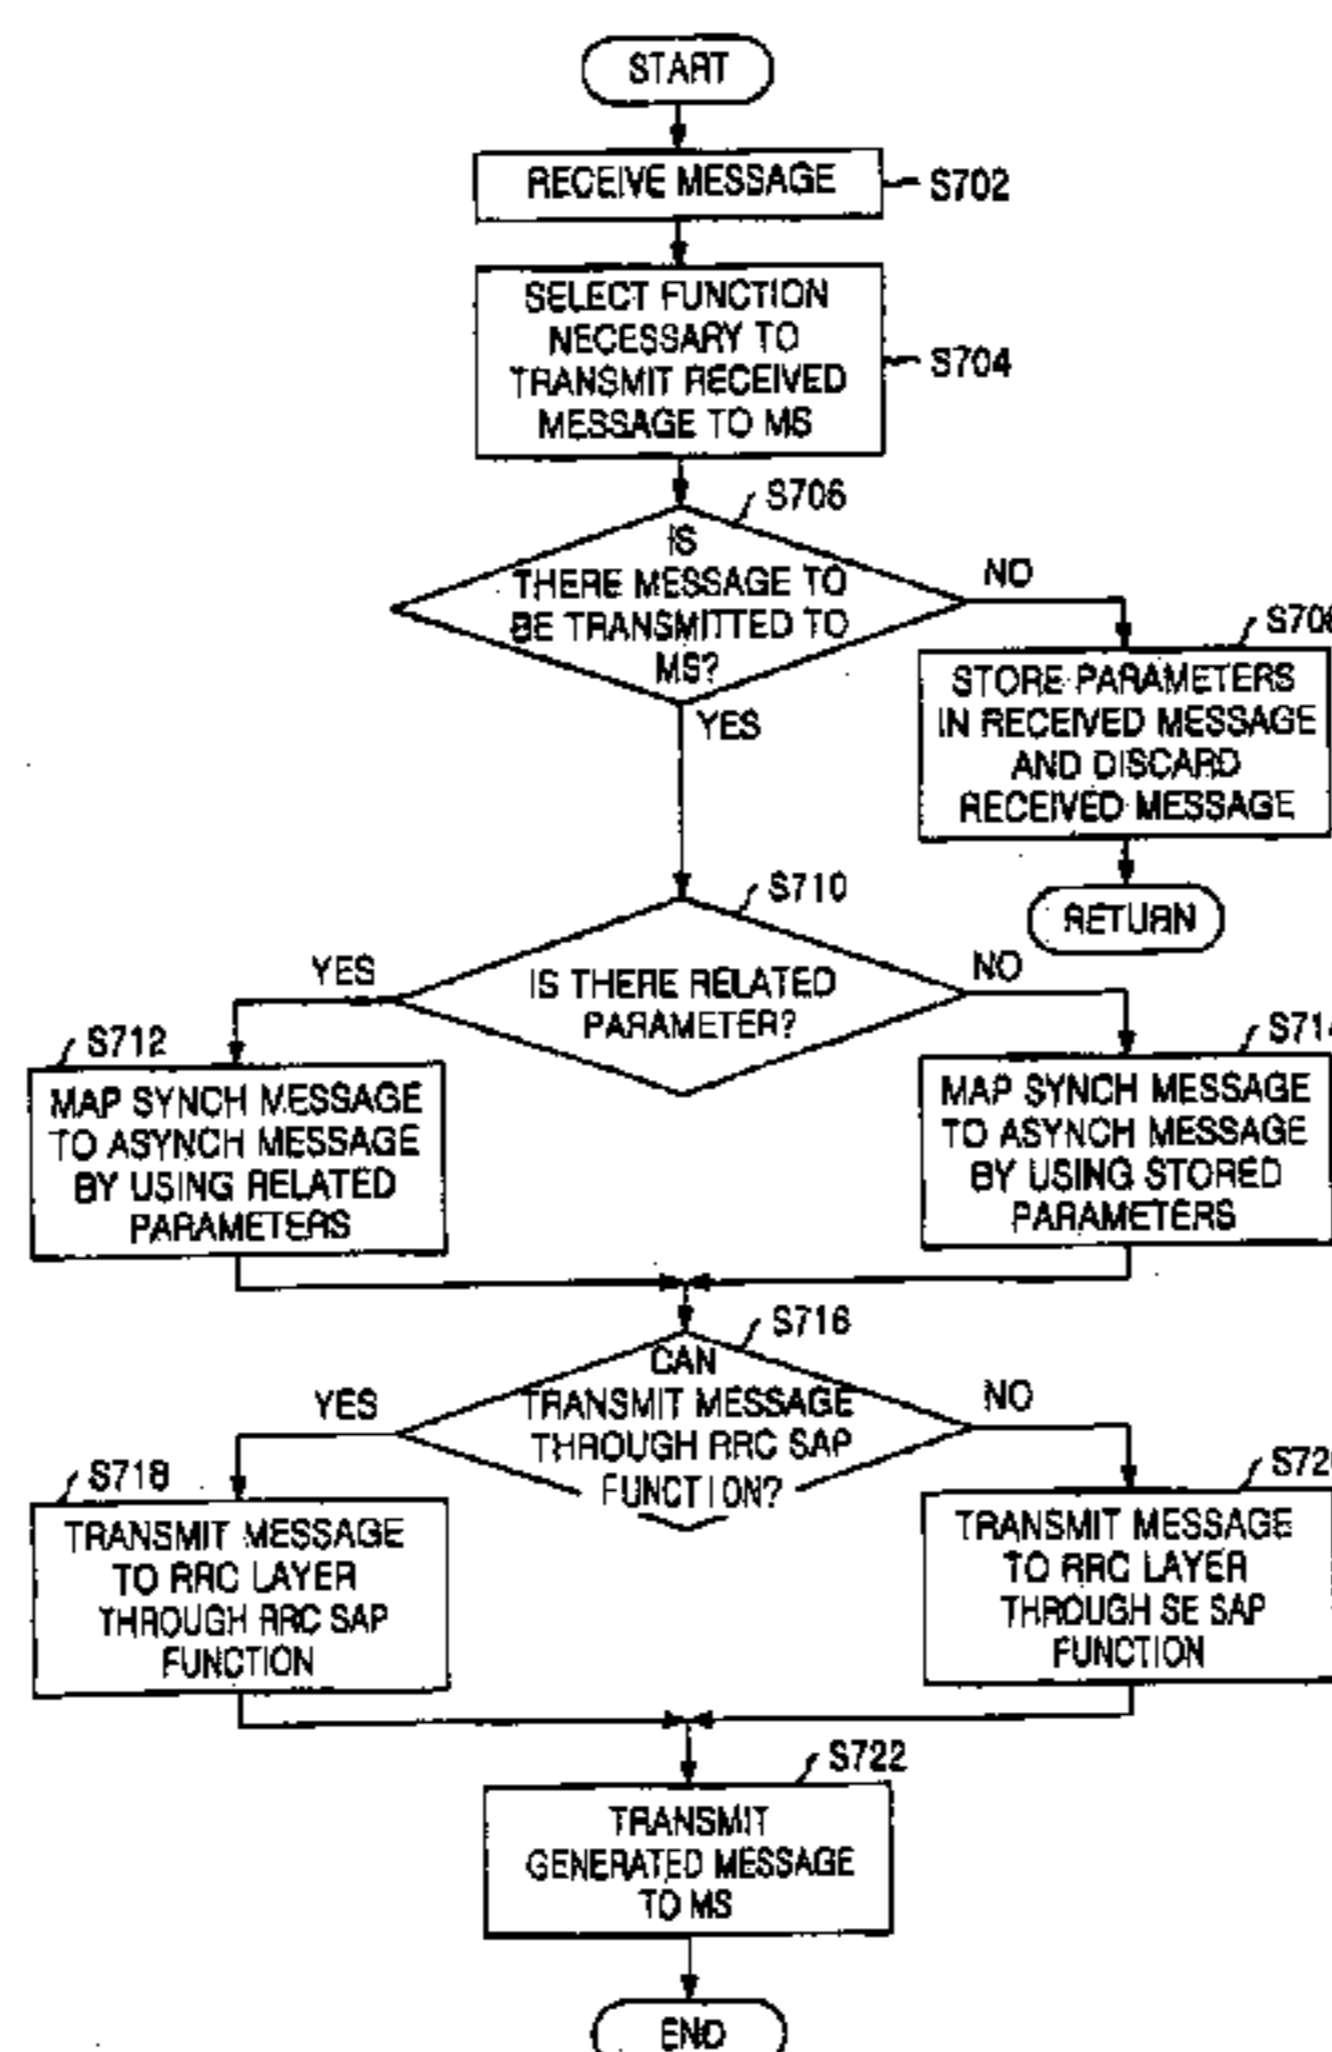 START
RECEIVE MESSAGE
S702
SELECT FUNCTION
NECESSARY TO
TRANSMIT RECEIVED
MESSAGE TO MS
S704
S706
IS
THERE MESSAGE TO
BE TRANSMITTED TO
MS?
NO
YES
STORE PARAMETERS
IN RECEIVED MESSAGE
AND DISCARD
RECEIVED MESSAGE
RETURN
S710
IS THERE RELATED
PARAMETER?
YES
NO
S712
MAP SYNCH MESSAGE
TO ASYNCH MESSAGE
BY USING RELATED
PARAMETERS
S714
MAP SYNCH MESSAGE
TO ASYNCH MESSAGE
BY USING STORED
PARAMETERS
S716
CAN
TRANSMIT MESSAGE
THROUGH RRC SAP
FUNCTION?
YES
NO
S718
TRANSMIT MESSAGE
TO RRC LAYER
THROUGH RRC SAP
FUNCTION
TRANSMIT MESSAGE
TO RRC LAYER
THROUGH SE SAP
FUNCTION
S722
TRANSMIT
GENERATED MESSAGE
TO MS
END